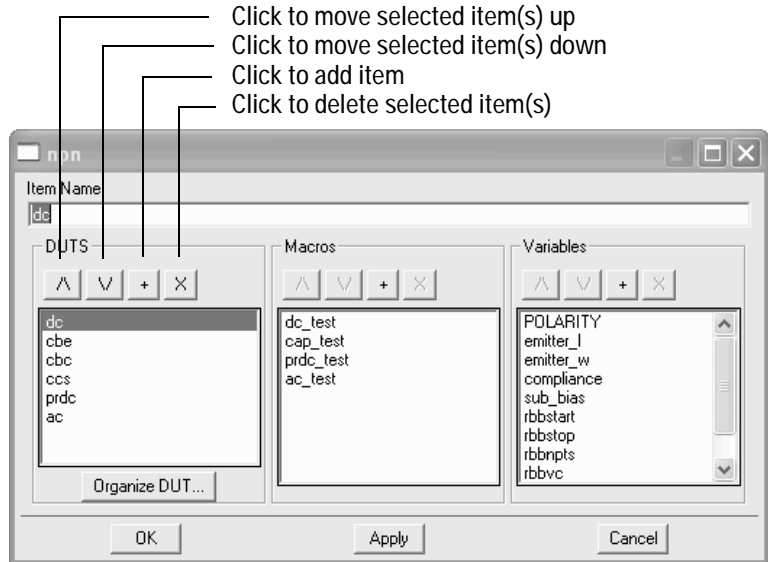 Click to move selected item(s) up
Click to move selected item(s) down
Click to add item
Click to delete selected item(s)
npn
Item Name
dc
DUTS
Macros
Variables
/\ \/ + X
/\ \/ + X
/\ \/ + X
dc
cbe
cbc
ccs
prdc
ac
Organize DUT...
dc_test
cap_test
prdc_test
ac_test
POLARITY
emitter_l
emitter_w
compliance
sub_bias
rbbstart
rbbstop
rbbnpts
rbbvc
OK
Apply
Cancel